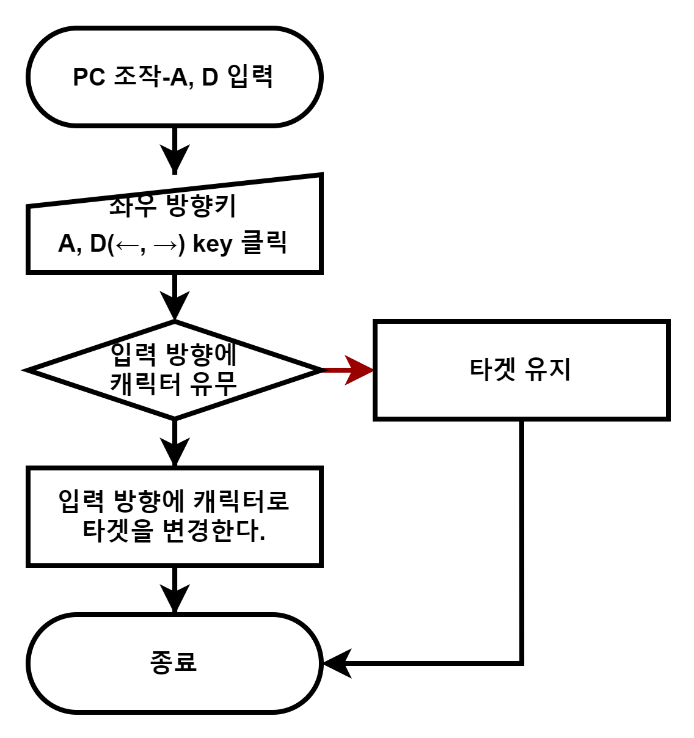 PC 조작-A, D 입력
좌우 방향키
A, D(←, →) key 클릭
입력 방향에
캐릭터 유무
타겟 유지
입력 방향에 캐릭터로
타겟을 변경한다.
종료